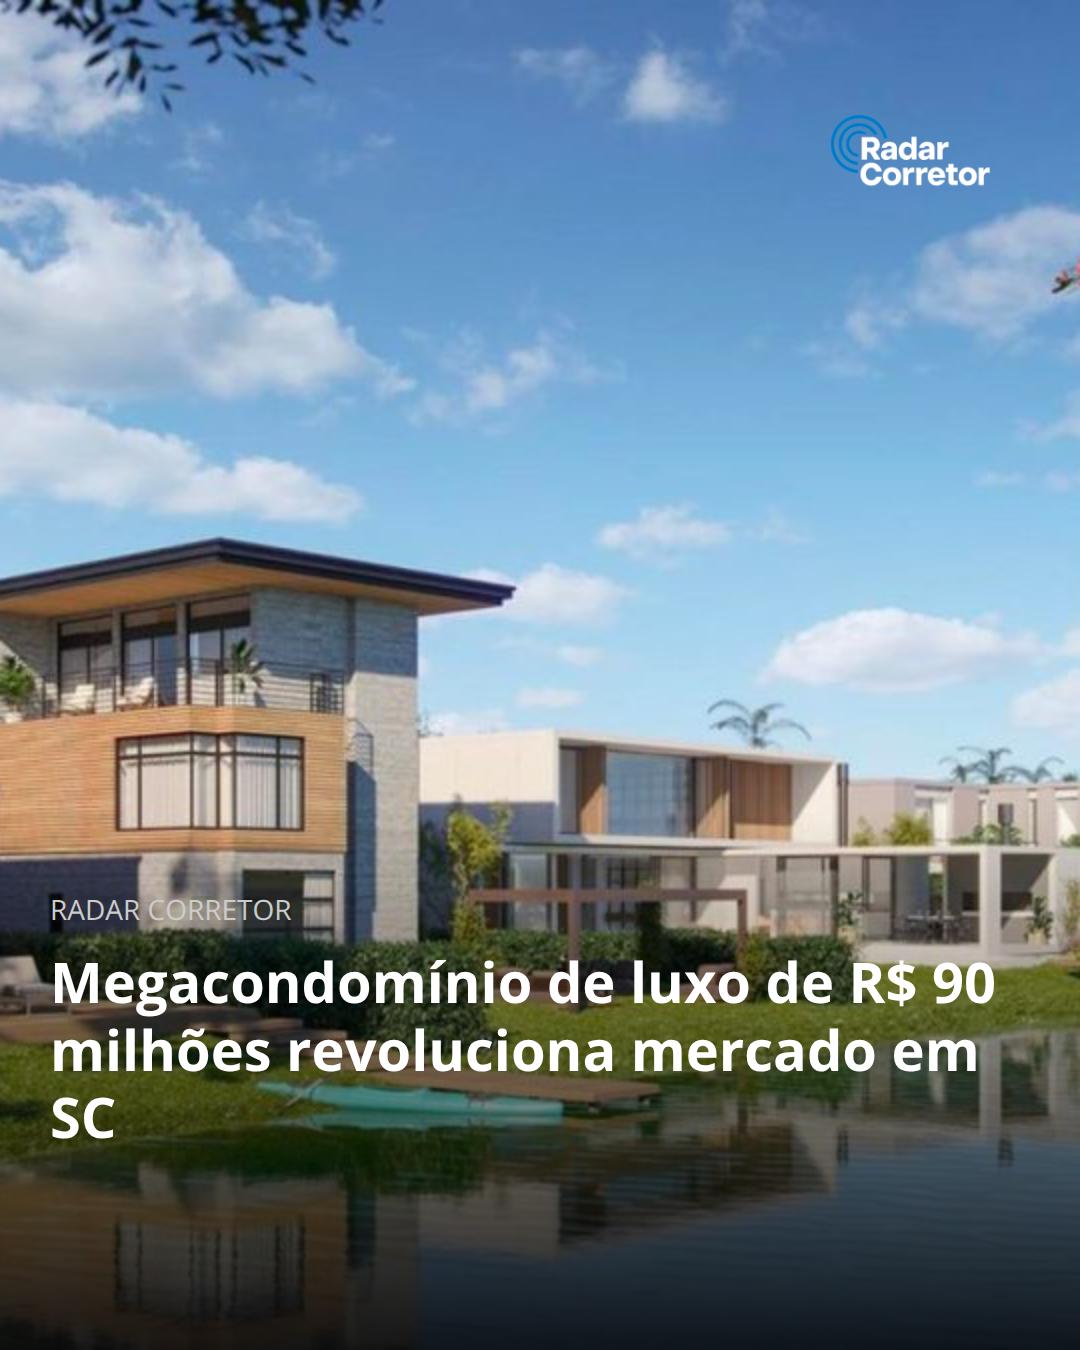 Radar
Corretor
RADAR CORRETOR
Megacondomínio de luxo de R$ 90
milhões revoluciona mercado em
SC